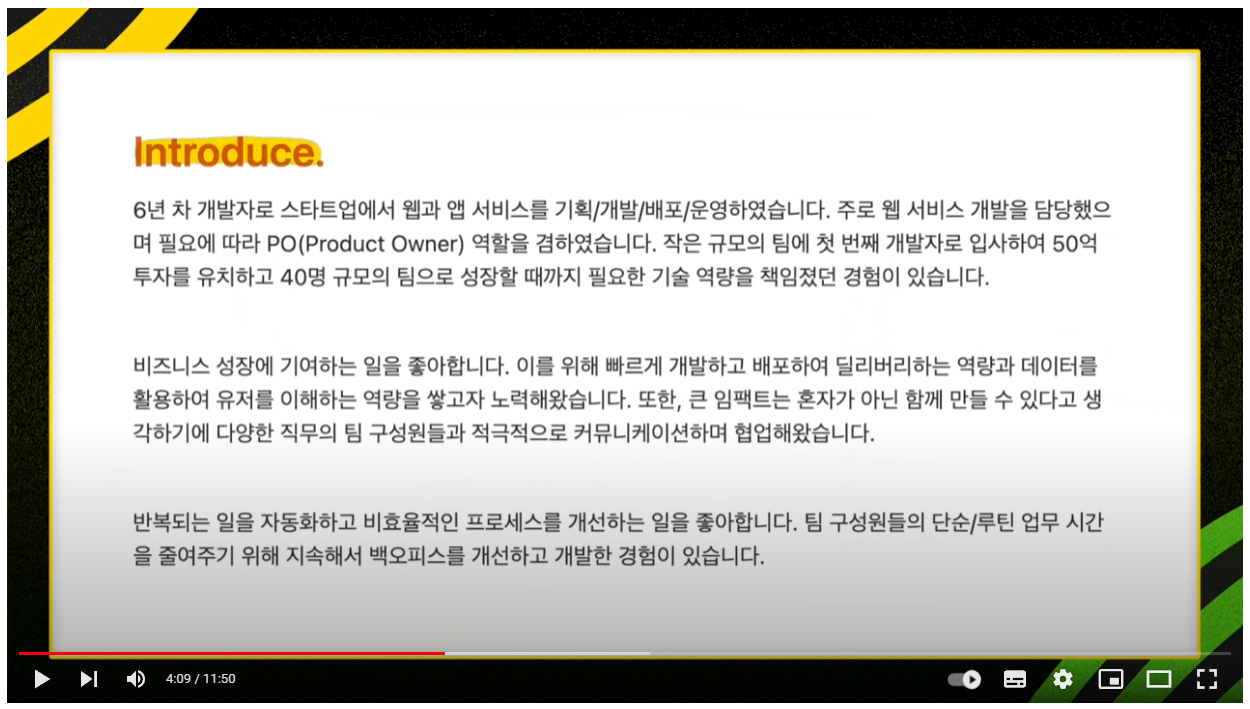 Introduce.
6년 차 개발자로 스타트업에서 웹과 앱 서비스를 기획/개발/배포/운영하였습니다. 주로 웹 서비스 개발을 담당했으
며 필요에 따라 PO(Product Owner) 역할을 겸하였습니다. 작은 규모의 팀에 첫 번째 개발자로 입사하여 50억
투자를 유치하고 40명 규모의 팀으로 성장할 때까지 필요한 기술 역량을 책임졌던 경험이 있습니다.
비즈니스 성장에 기여하는 일을 좋아합니다. 이를 위해 빠르게 개발하고 배포하여 딜리버리하는 역량과 데이터를
활용하여 유저를 이해하는 역량을 쌓고자 노력해왔습니다. 또한, 큰 임팩트는 혼자가 아닌 함께 만들 수 있다고 생
각하기에 다양한 직무의 팀 구성원들과 적극적으로 커뮤니케이션하며 협업해왔습니다.
반복되는 일을 자동화하고 비효율적인 프로세스를 개선하는 일을 좋아합니다. 팀 구성원들의 단순/루틴 업무 시간
을 줄여주기 위해 지속해서 백오피스를 개선하고 개발한 경험이 있습니다.
4:09 / 11:50